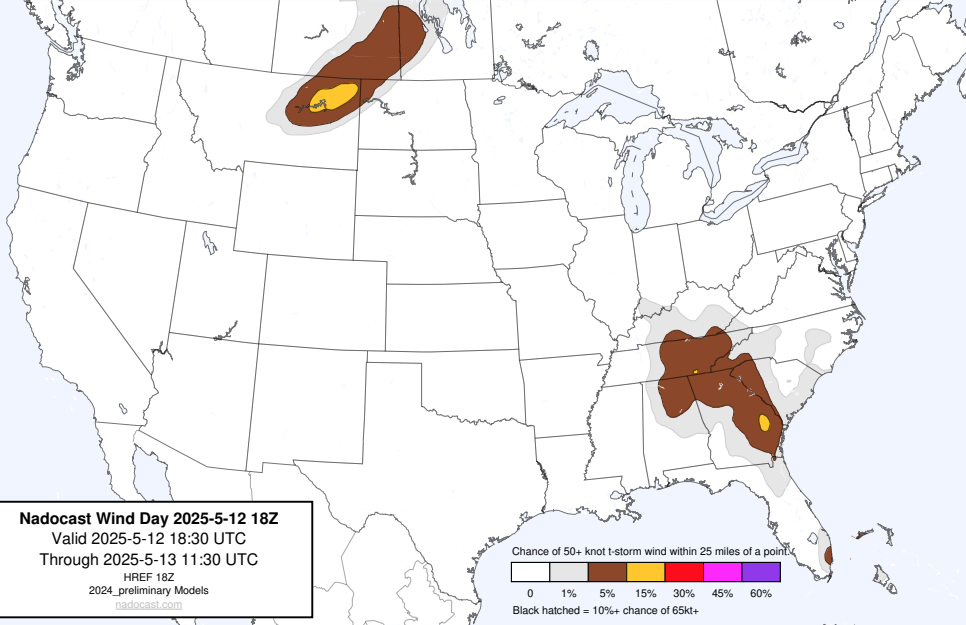 Nadocast Wind Day 2025-5-12 18Z
Valid 2025-5-12 18:30 UTC
Through 2025-5-13 11:30 UTC
HREF 18Z
2024_preliminary Models
nadocast.com
Chance of 50+ knot t-storm wind within 25 miles of a point.
0 1% 5% 15% 30% 45% 60%
Black hatched = 10%+ chance of 65kt+